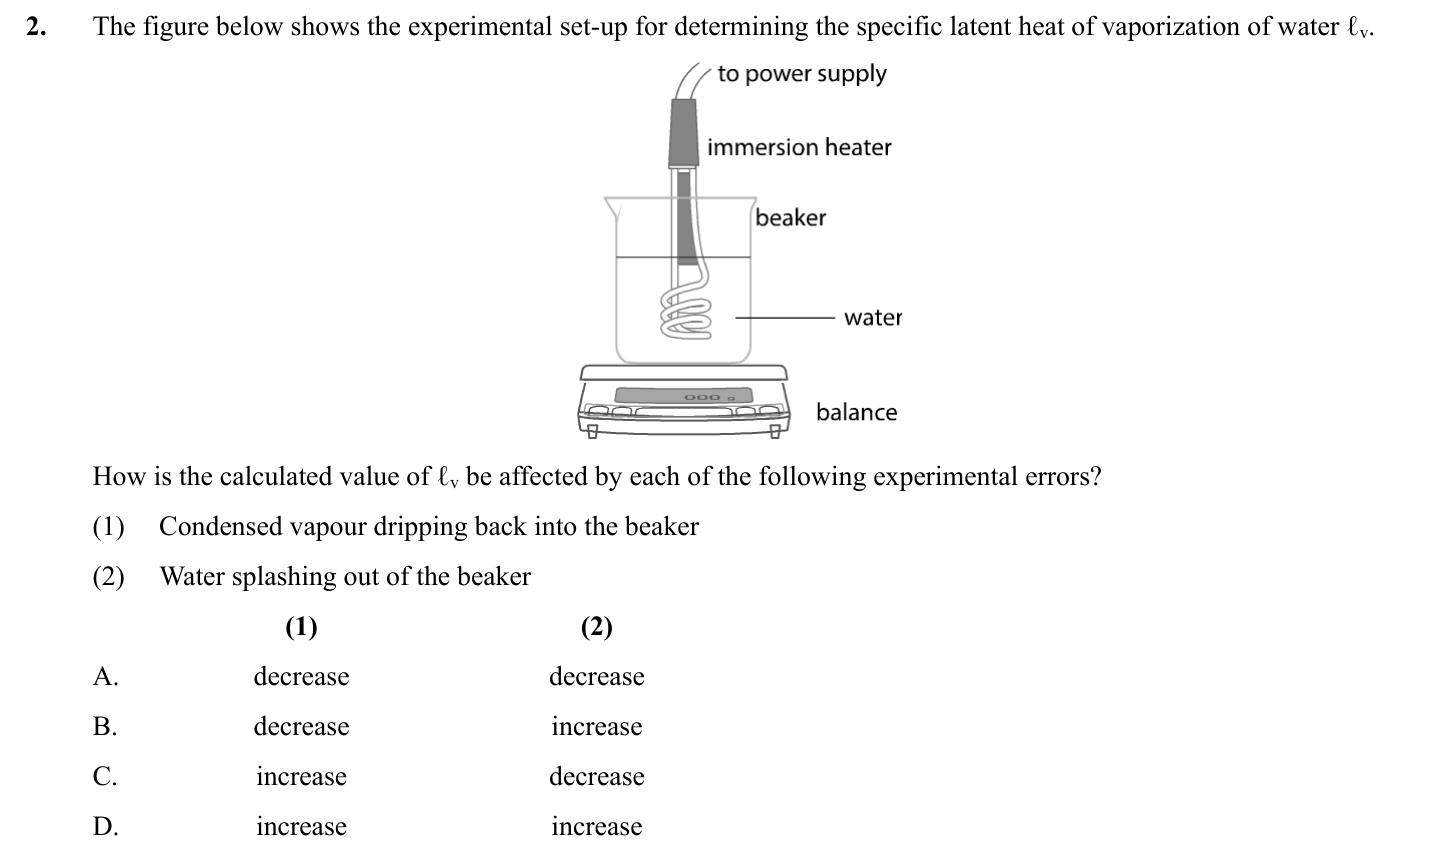 2. The figure below shows the experimental set-up for determining the specific latent heat of vaporization of water ℓᵥ.
to power supply
immersion heater
beaker
water
000 g
balance
How is the calculated value of ℓᵥ be affected by each of the following experimental errors?
(1) Condensed vapour dripping back into the beaker
(2) Water splashing out of the beaker
(1) (2)
A. decrease decrease
B. decrease increase
C. increase decrease
D. increase increase